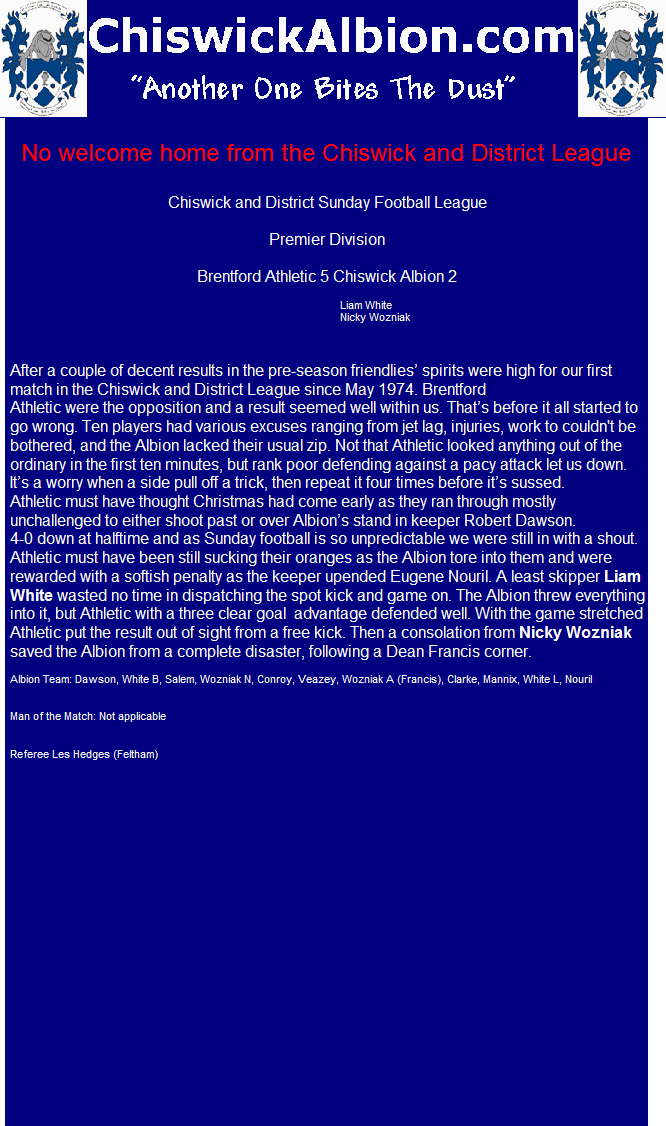 ChiswickAlbion.com
“Another One Bites The Dust”
No welcome home from the Chiswick and District League
Chiswick and District Sunday Football League
Premier Division
Brentford Athletic 5 Chiswick Albion 2
Liam White
Nicky Wozniak
After a couple of decent results in the pre-season friendlies’ spirits were high for our first
match in the Chiswick and District League since May 1974. Brentford
Athletic were the opposition and a result seemed well within us. That’s before it all started to
go wrong. Ten players had various excuses ranging from jet lag, injuries, work to couldn't be
bothered, and the Albion lacked their usual zip. Not that Athletic looked anything out of the
ordinary in the first ten minutes, but rank poor defending against a pacy attack let us down.
It’s a worry when a side pull off a trick, then repeat it four times before it’s sussed.
Athletic must have thought Christmas had come early as they ran through mostly
unchallenged to either shoot past or over Albion’s stand in keeper Robert Dawson.
4-0 down at halftime and as Sunday football is so unpredictable we were still in with a shout.
Athletic must have been still sucking their oranges as the Albion tore into them and were
rewarded with a softish penalty as the keeper upended Eugene Nouril. A least skipper Liam
White wasted no time in dispatching the spot kick and game on. The Albion threw everything
into it, but Athletic with a three clear goal  advantage defended well. With the game stretched
Athletic put the result out of sight from a free kick. Then a consolation from Nicky Wozniak
saved the Albion from a complete disaster, following a Dean Francis corner.
Albion Team: Dawson, White B, Salem, Wozniak N, Conroy, Veazey, Wozniak A (Francis), Clarke, Mannix, White L, Nouril
Man of the Match: Not applicable
Referee Les Hedges (Feltham)